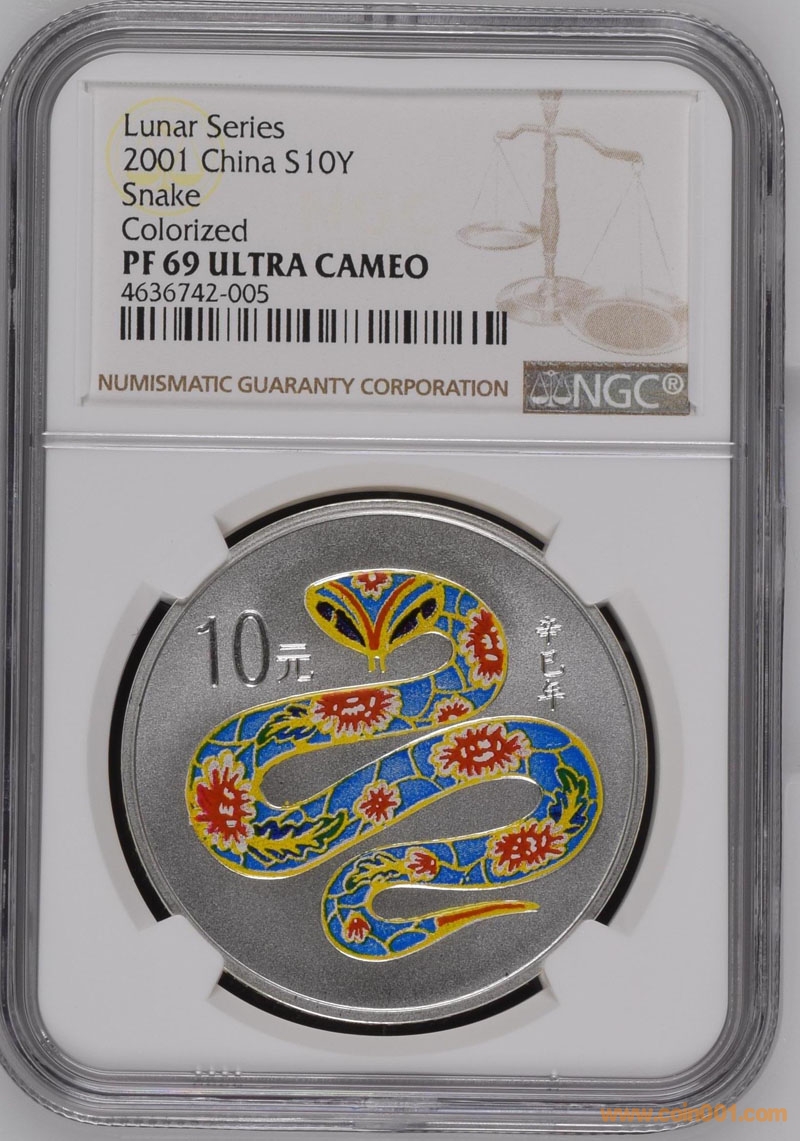 Lunar Series
2001 China S10Y
Snake
Colorized
PF 69 ULTRA CAMEO
4636742-005
NUMISMATIC GUARANTY CORPORATION
NGC®
10元
辛巳年
www.coin001.com